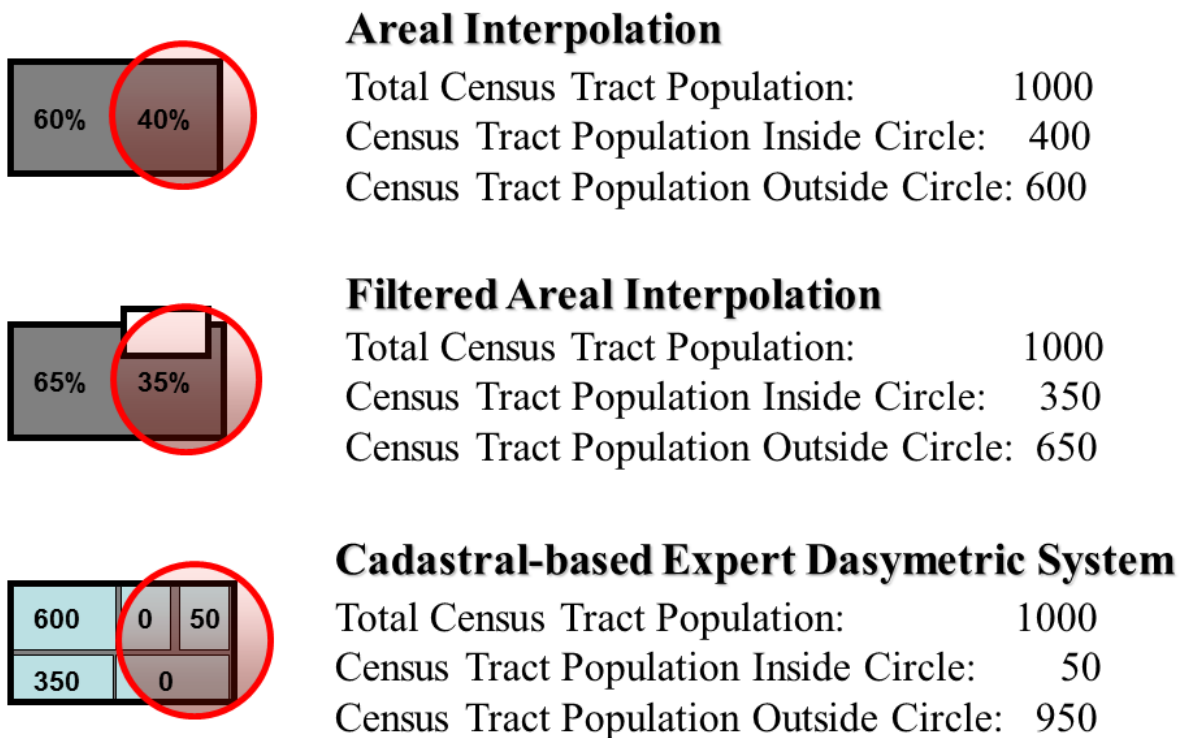 Areal Interpolation
60% 40%
Total Census Tract Population: 1000
Census Tract Population Inside Circle: 400
Census Tract Population Outside Circle: 600
Filtered Areal Interpolation
65% 35%
Total Census Tract Population: 1000
Census Tract Population Inside Circle: 350
Census Tract Population Outside Circle: 650
Cadastral-based Expert Dasymetric System
600 0 50
350 0
Total Census Tract Population: 1000
Census Tract Population Inside Circle: 50
Census Tract Population Outside Circle: 950